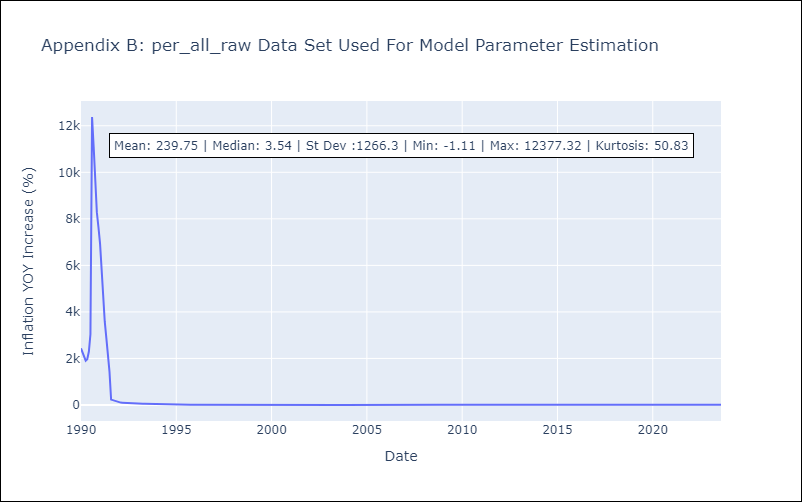 Appendix B: per_all_raw Data Set Used For Model Parameter Estimation
Mean: 239.75 | Median: 3.54 | St Dev :1266.3 | Min: -1.11 | Max: 12377.32 | Kurtosis: 50.83
Inflation YOY Increase (%)
12k
10k
8k
6k
4k
2k
0
1990
1995
2000
2005
2010
2015
2020
Date